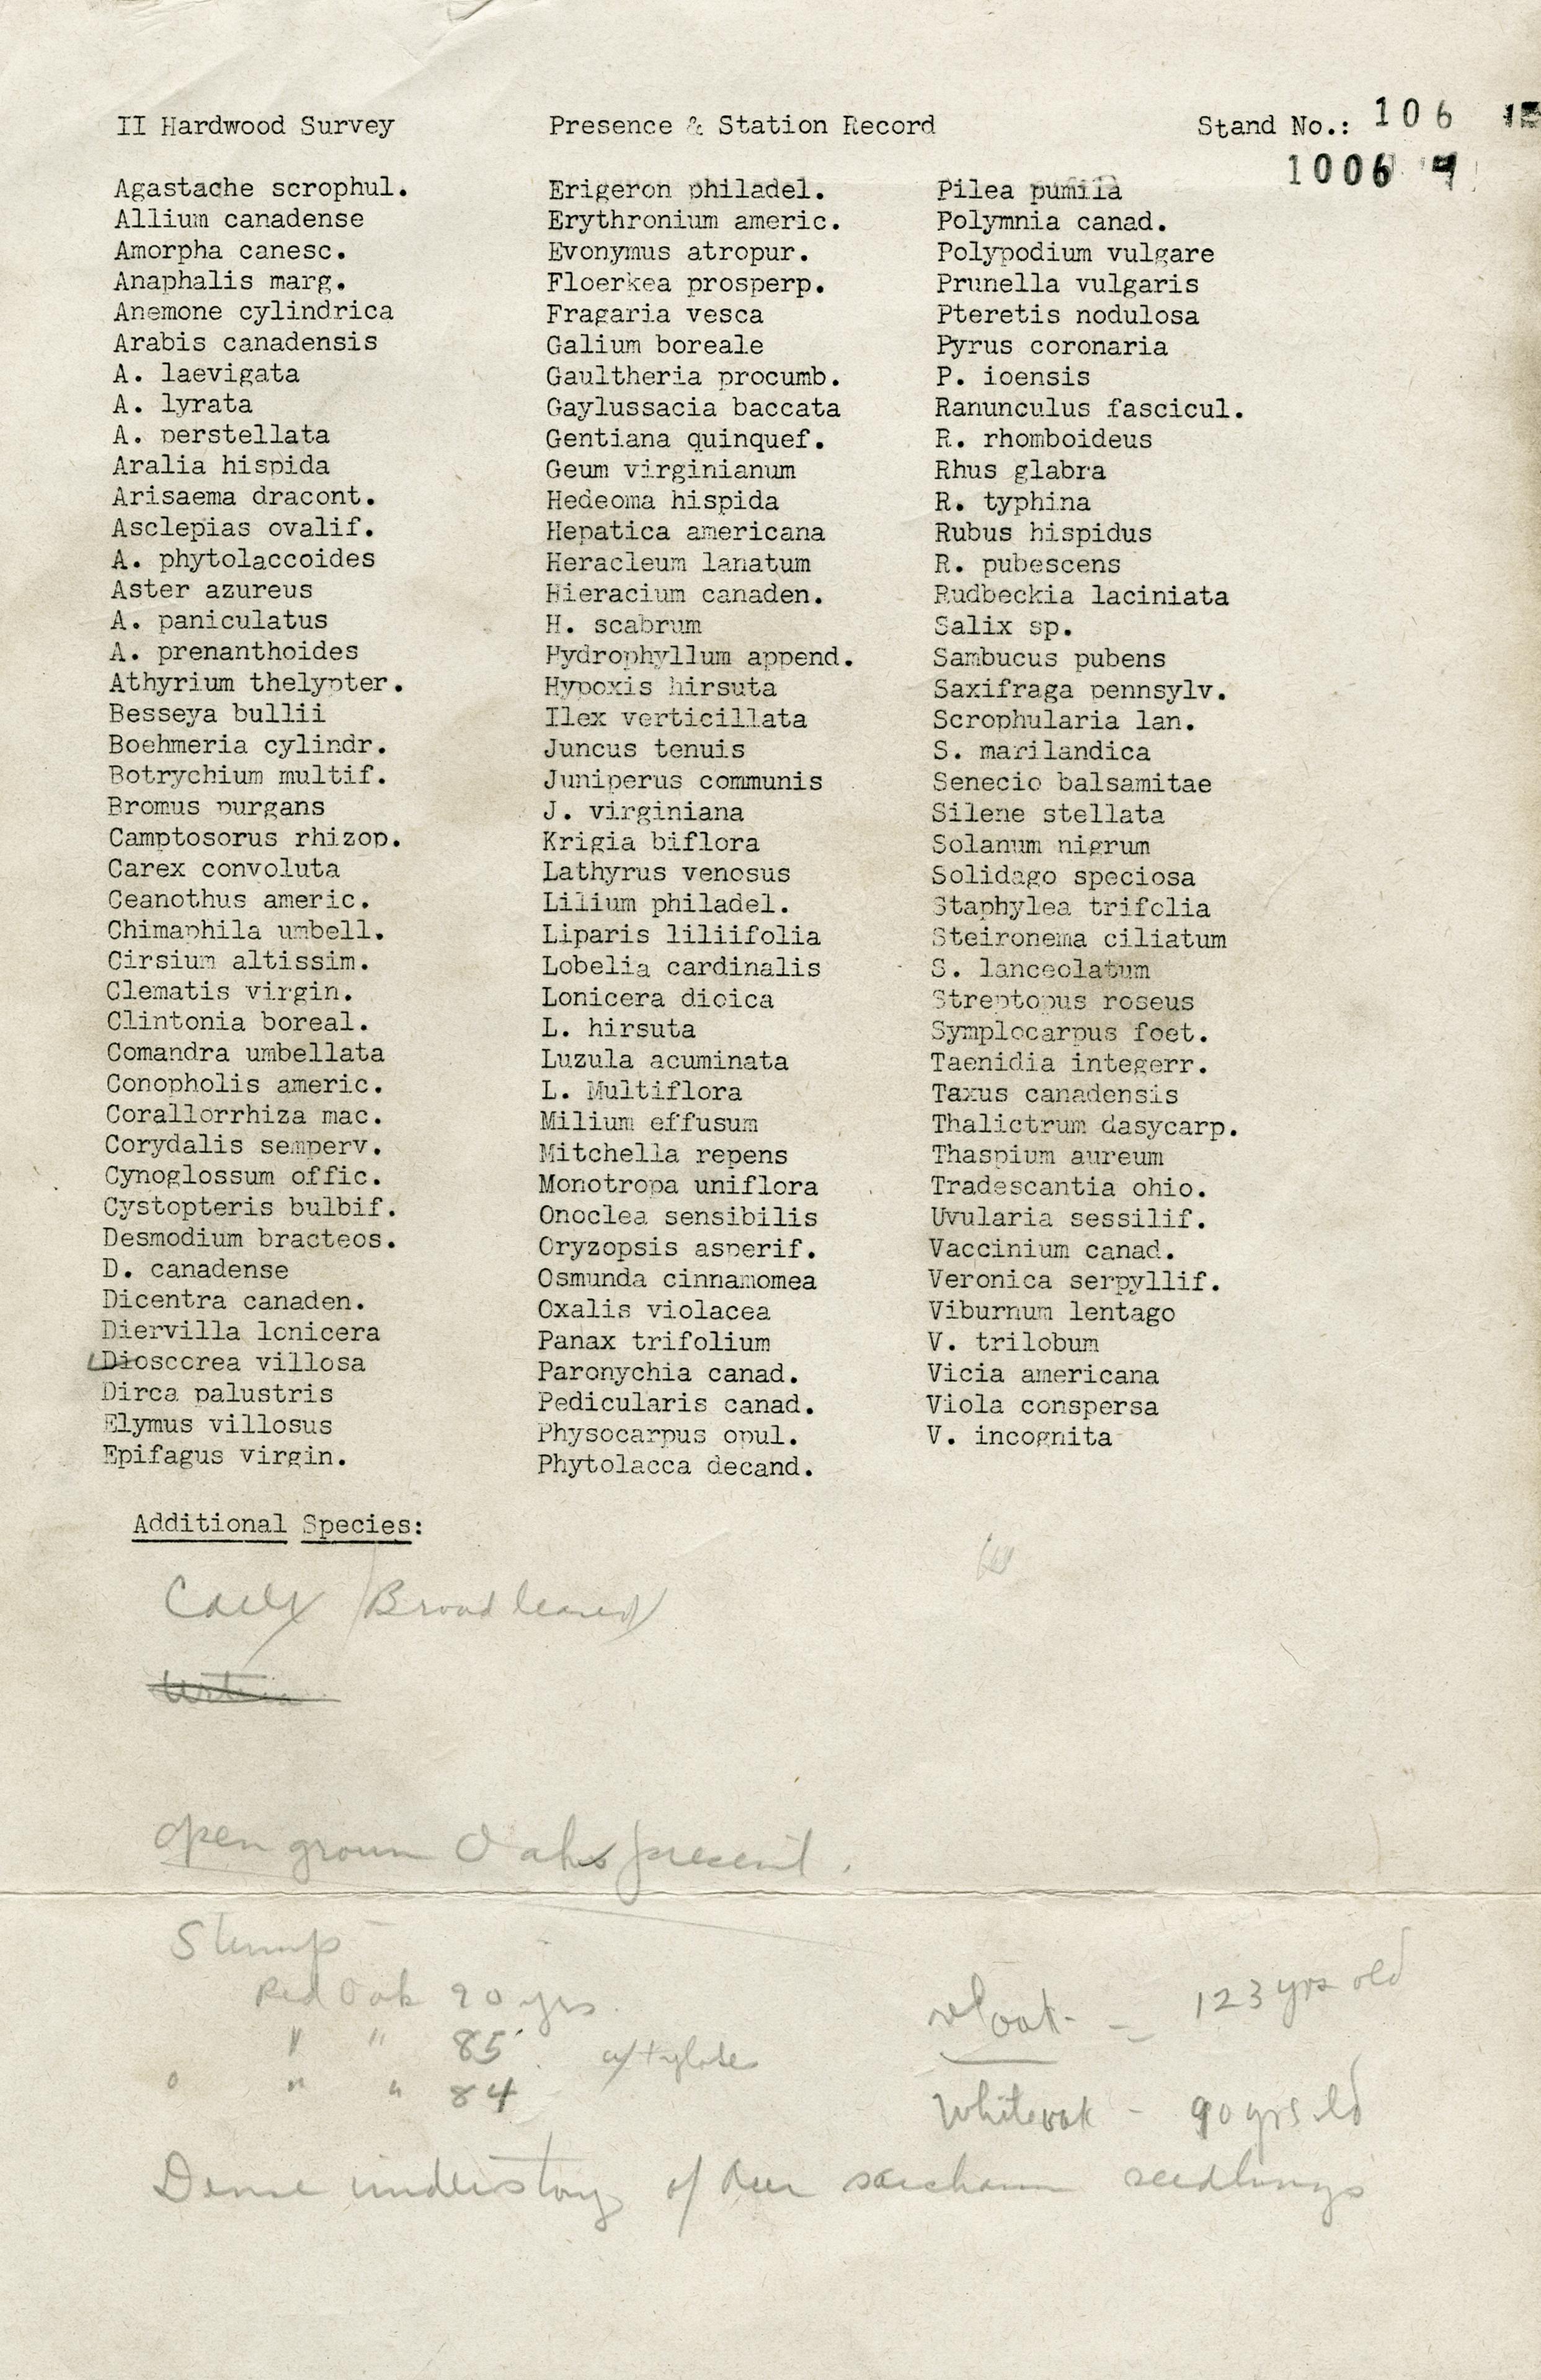 II Hardwood Survey
Presence & Station Record
Stand No.: 106
1006
Agastache scrophul.
Allium canadense
Amorpha canesc.
Anaphalis marg.
Anemone cylindrica
Arabis canadensis
A. laevigata
A. lyrata
A. perstellata
Aralia hispida
Arisaema dracont.
Asclepias ovalif.
A. phytolaccoides
Aster azureus
A. paniculatus
A. prenanthoides
Athyrium thelypter.
Besseya bullii
Boehmeria cylindr.
Botrychium multif.
Bromus purgans
Camptosorus rhizop.
Carex convoluta
Ceanothus americ.
Chimaphila umbell.
Cirsium altissim.
Clematis virgin.
Clintonia boreal.
Comandra umbellata
Conopholis americ.
Corallorrhiza mac.
Corydalis semperv.
Cynoglossum offic.
Cystopteris bulbif.
Desmodium bracteos.
D. canadense
Dicentra canaden.
Diervilla lonicera
Dioscorea villosa
Dirca palustris
Elymus villosus
Epifagus virgin.
Erigeron philadel.
Erythronium americ.
Evonymus atropur.
Floerkea prosperp.
Fragaria vesca
Galium boreale
Gaultheria procumb.
Gaylussacia baccata
Gentiana quinquef.
Geum virginianum
Hedeoma hispida
Hepatica americana
Heracleum lanatum
Hieracium canaden.
H. scabrum
Hydrophyllum append.
Hypoxis hirsuta
Ilex verticillata
Juncus tenuis
Juniperus communis
J. virginiana
Krigia biflora
Lathyrus venosus
Lilium philadel.
Liparis liliifolia
Lobelia cardinalis
Lonicera dioica
L. hirsuta
Luzula acuminata
L. Multiflora
Milium effusum
Mitchella repens
Monotropa uniflora
Onoclea sensibilis
Oryzopsis asperif.
Osmunda cinnamomea
Oxalis violacea
Panax trifolium
Paronychia canad.
Pedicularis canad.
Physocarpus opul.
Phytolacca decand.
Pilea pumila
Polymnia canad.
Polypodium vulgare
Prunella vulgaris
Pteretis nodulosa
Pyrus coronaria
P. ioensis
Ranunculus fascicul.
R. rhomboideus
Rhus glabra
R. typhina
Rubus hispidus
R. pubescens
Rudbeckia laciniata
Salix sp.
Sambucus pubens
Saxifraga pennsylv.
Scrophularia lan.
S. marilandica
Senecio balsamitae
Silene stellata
Solanum nigrum
Solidago speciosa
Staphylea trifolia
Steironema ciliatum
S. lanceolatum
Streptopus roseus
Symplocarpus foet.
Taenidia integerr.
Taxus canadensis
Thalictrum dasycarp.
Thaspium aureum
Tradescantia ohio.
Uvularia sessilif.
Vaccinium canad.
Veronica serpyllif.
Viburnum lentago
V. trilobum
Vicia americana
Viola conspersa
V. incognita
Additional Species:
Carex (Broad leaved)
open grown Oaks present.
Stumps
Red Oak 90 yrs.
" " 85
" " " 84
oak - 123 yrs old
White oak - 90 yrs old
Dense understory of Acer saccharum seedlings